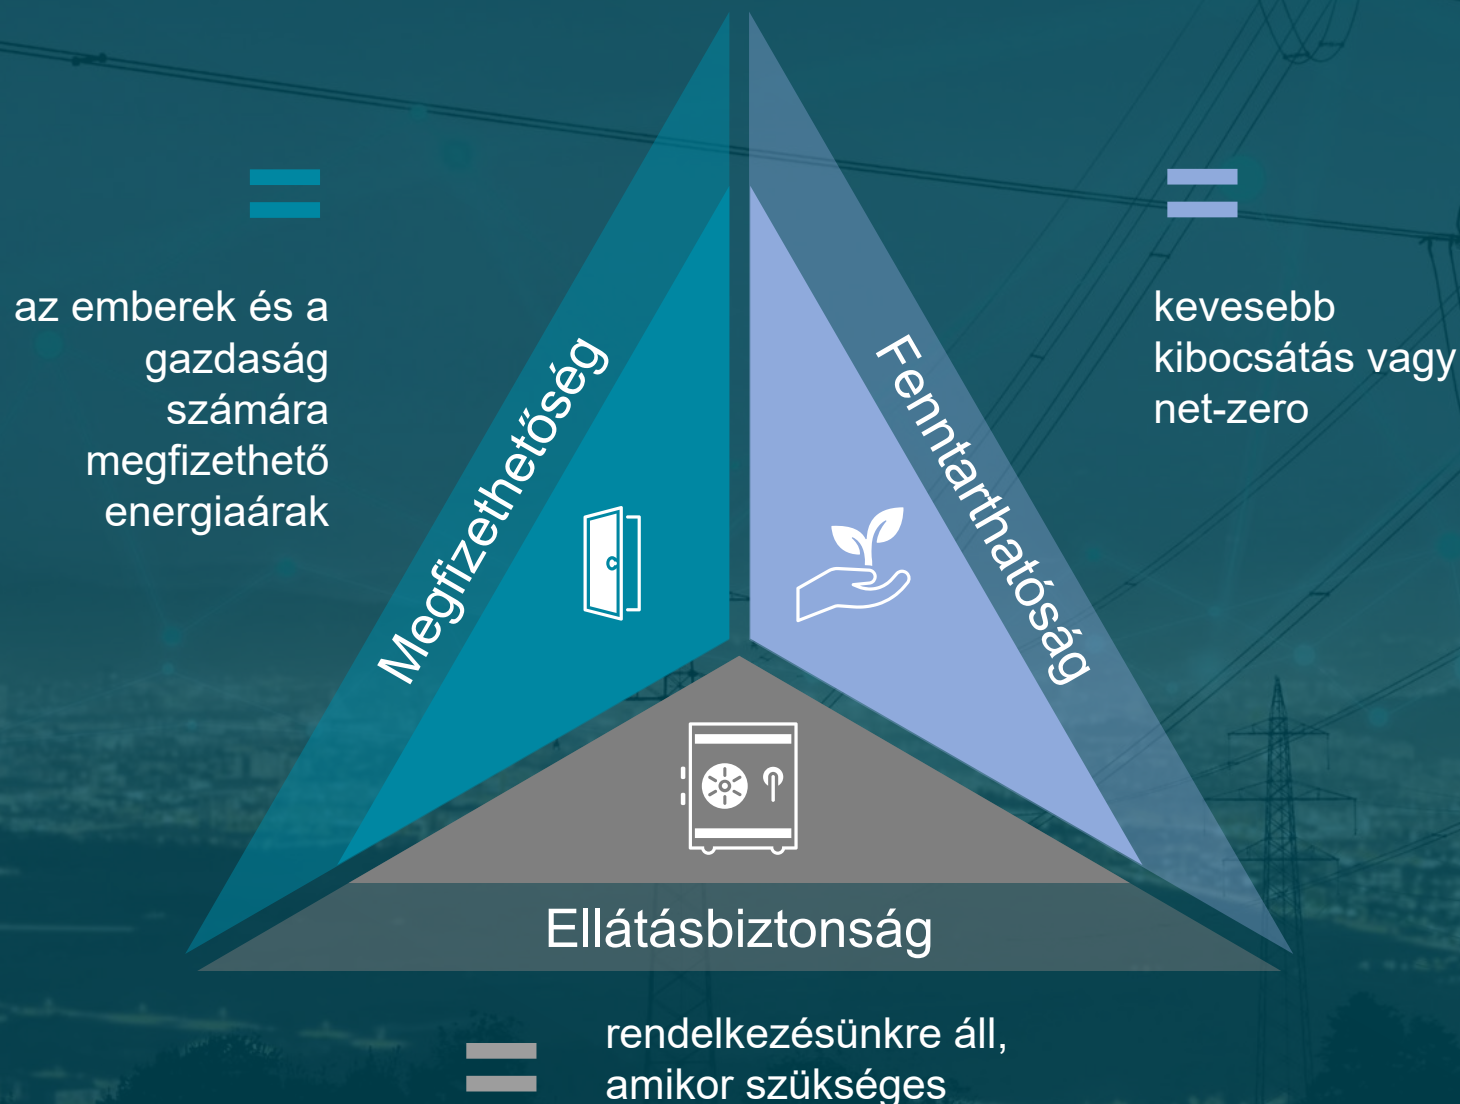 az emberek és a
gazdaság
számára
megfizethető
energiaárak
Megfizethetőség
Fenntarthatóság
kevesebb
kibocsátás vagy
net-zero
Ellátásbiztonság
rendelkezésünkre áll,
amikor szükséges